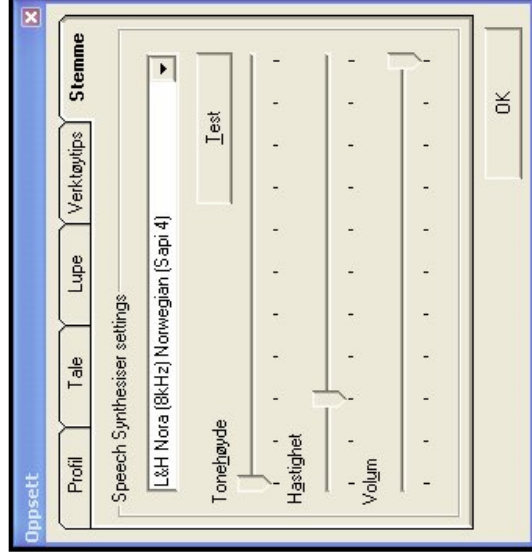 Oppsett
Profil Tale Lupe Verktøytips Stemme
Speech Synthesiser settings
L&H Nora (8kHz) Norwegian (Sapi 4)
Tonehøyde Test
Hastighet
Volum
OK